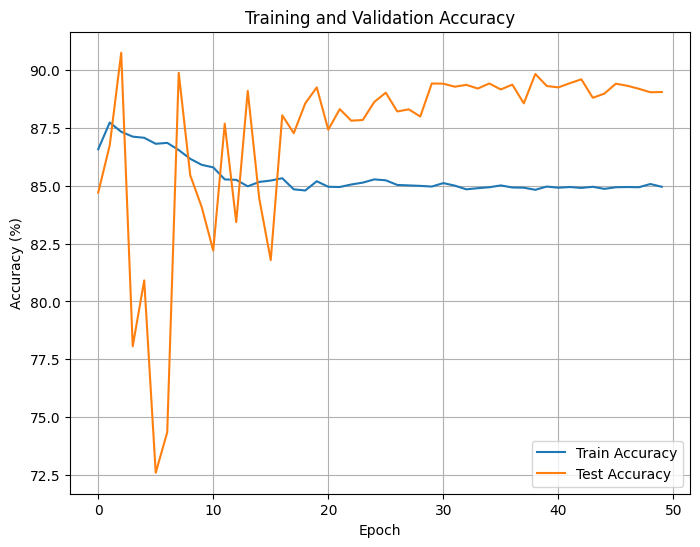 Training and Validation Accuracy
Accuracy (%)
90.0
87.5
85.0
82.5
80.0
77.5
75.0
72.5
Train Accuracy
Test Accuracy
0 10 20 30 40 50
Epoch